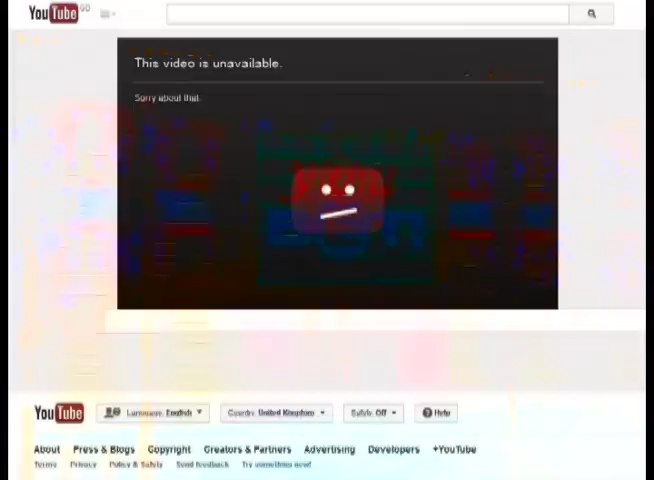 YouTube GB
This video is unavailable.
Sorry about that.
YouTube Language: English Country: United Kingdom Safety: Off Help
About Press & Blogs Copyright Creators & Partners Advertising Developers +YouTube
Terms Privacy Policy & Safety Send feedback Try something new!